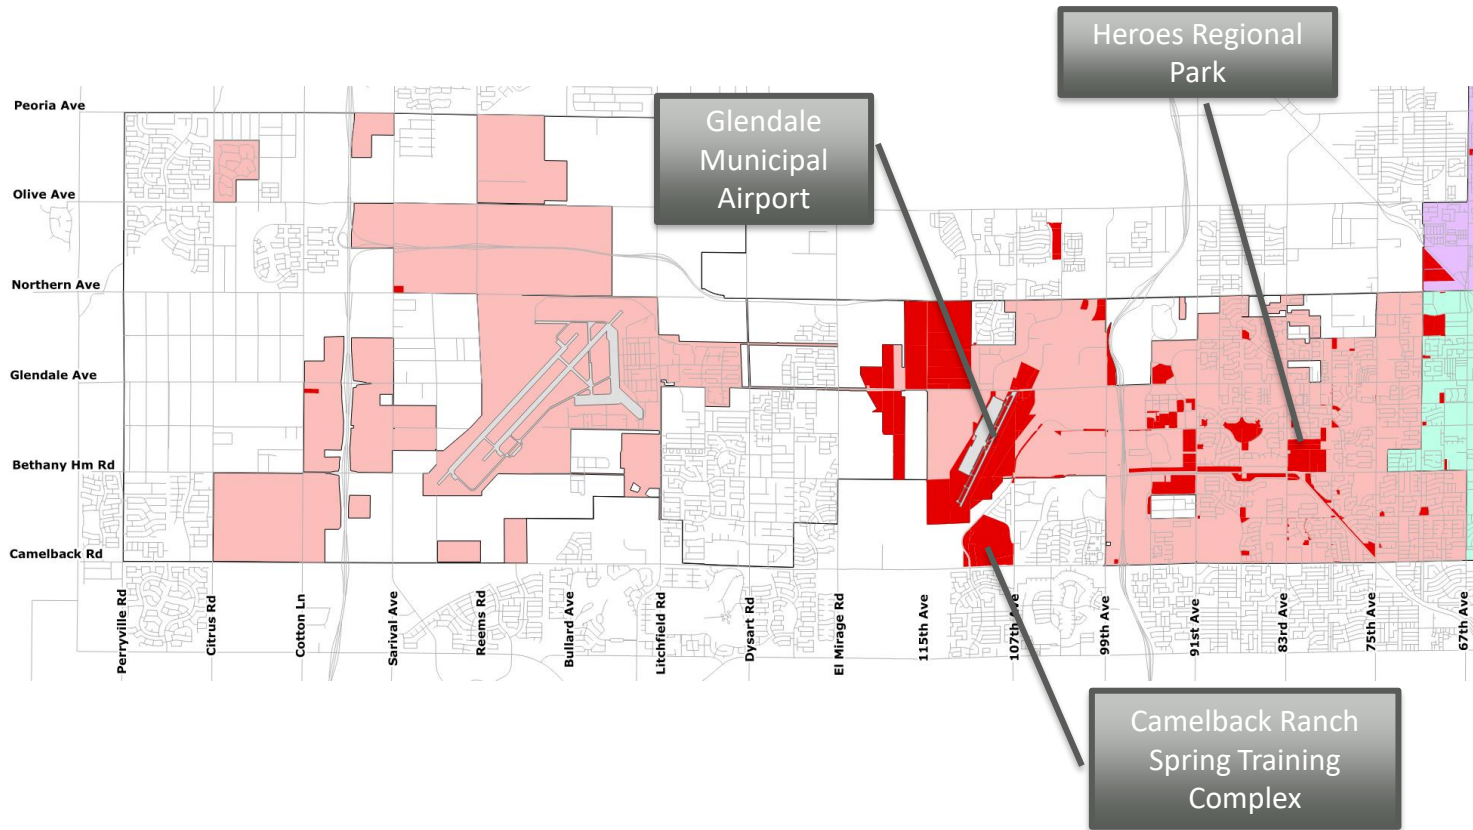 Heroes Regional
Park
Glendale
Municipal
Airport
Peoria Ave
Olive Ave
Northern Ave
Glendale Ave
Bethany Hm Rd
Camelback Rd
Perryville Rd
Citrus Rd
Cotton Ln
Sarival Ave
Reems Rd
Bullard Ave
Litchfield Rd
Dysart Rd
El Mirage Rd
115th Ave
107th Ave
99th Ave
91st Ave
83rd Ave
75th Ave
67th Ave
Camelback Ranch
Spring Training
Complex